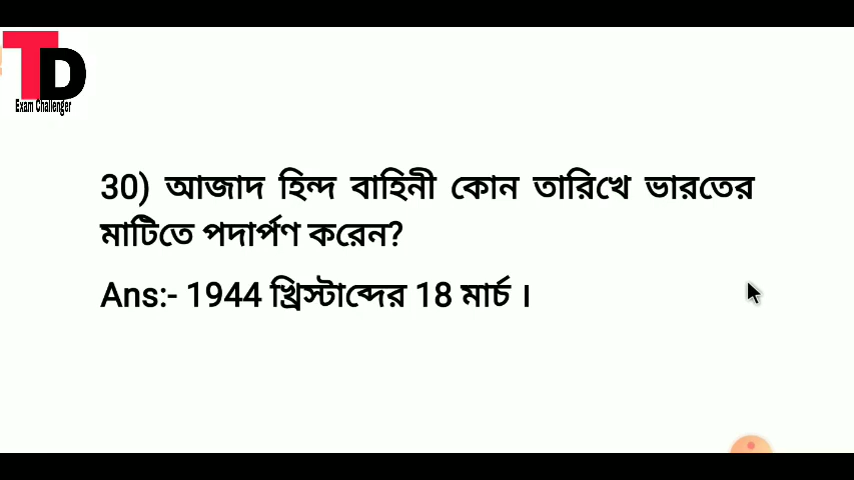 TD
Exam Challenger
30) আজাদ হিন্দ বাহিনী কোন তারিখে ভারতের
মাটিতে পদার্পণ করেন?
Ans:- 1944 খ্রিস্টাব্দের 18 মার্চ ।